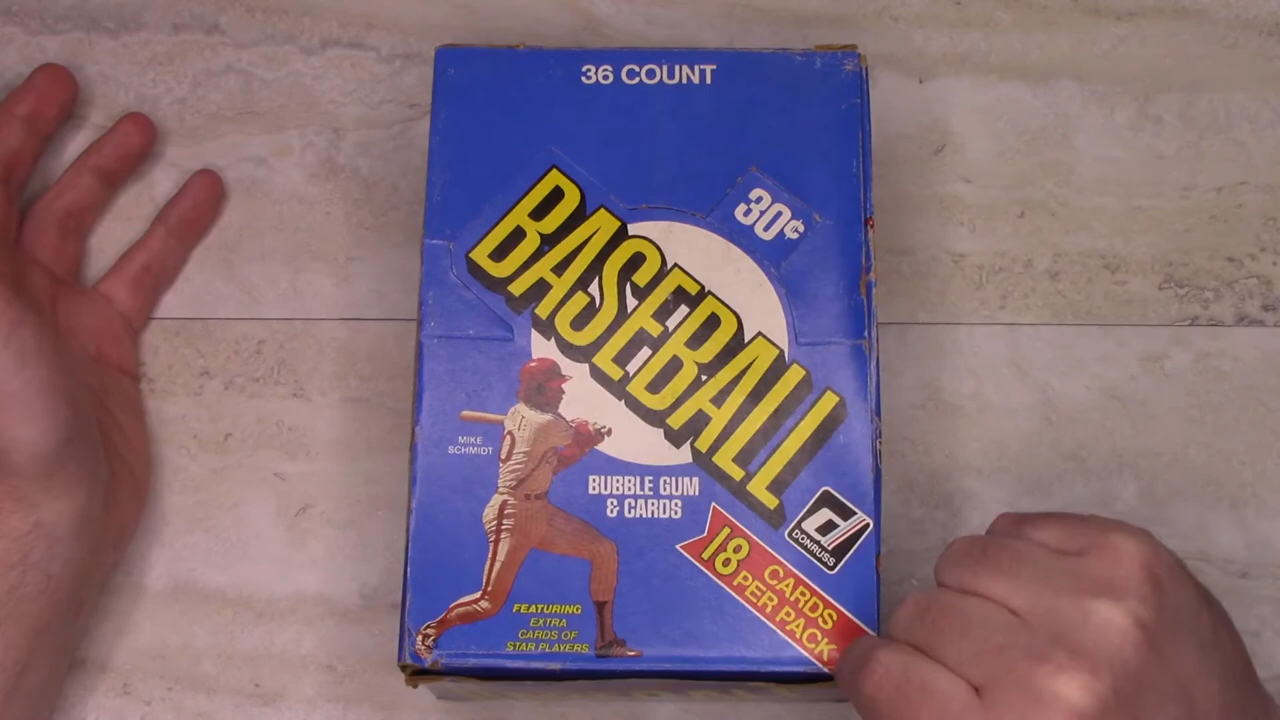 36 COUNT
30¢
BASEBALL
MIKE
SCHMIDT
BUBBLE GUM
& CARDS
DONRUSS
18 CARDS
PER PACK
FEATURING
EXTRA
CARDS OF
STAR PLAYERS